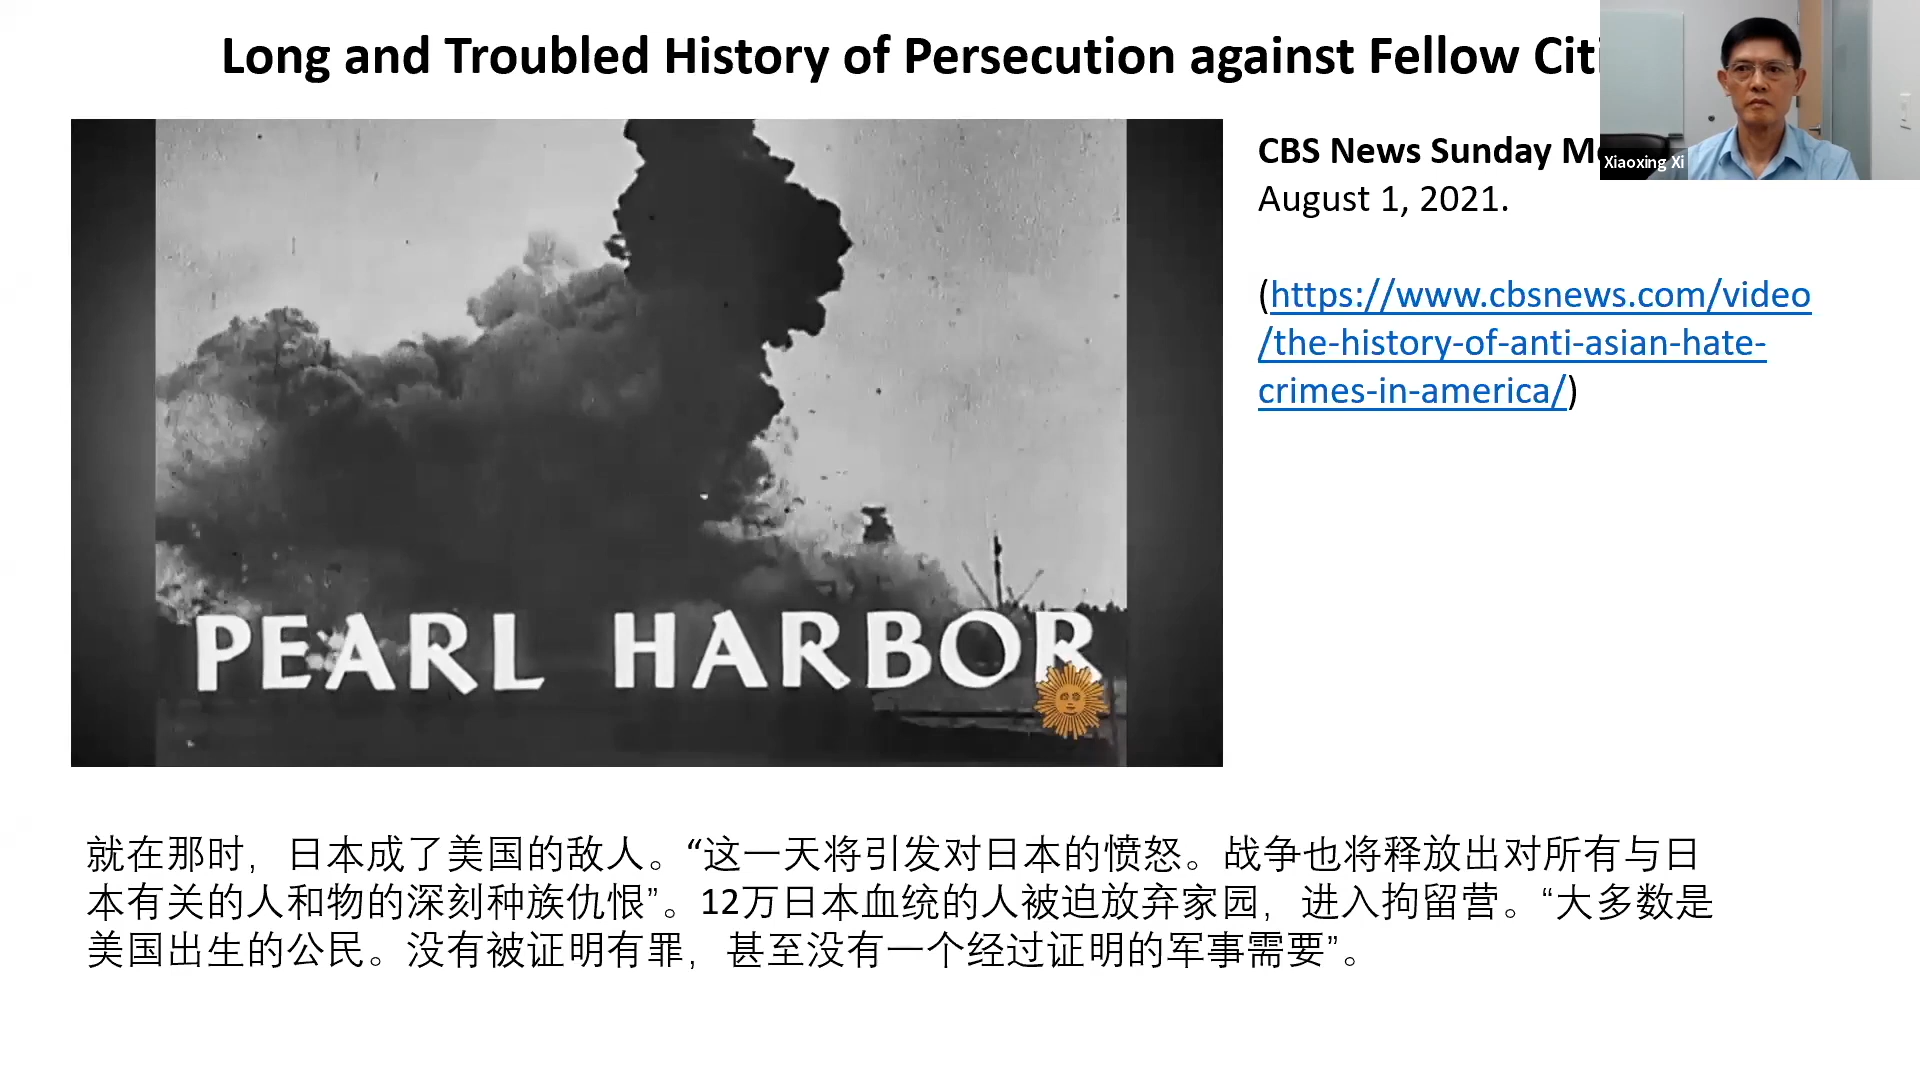 Long and Troubled History of Persecution against Fellow
CBS News Sunday
August 1, 2021.
(https://www.cbsnews.com/video
/the-history-of-anti-asian-hate-
crimes-in-america/)
Xiaoxing Xi
PEARL HARBOR
就在那时，日本成了美国的敌人。“这一天将引发对日本的愤怒。战争也将释放出对所有与日
本有关的人和物的深刻种族仇恨”。12万日本血统的人被迫放弃家园，进入拘留营。“大多数是
美国出生的公民。没有被证明有罪，甚至没有一个经过证明的军事需要”。